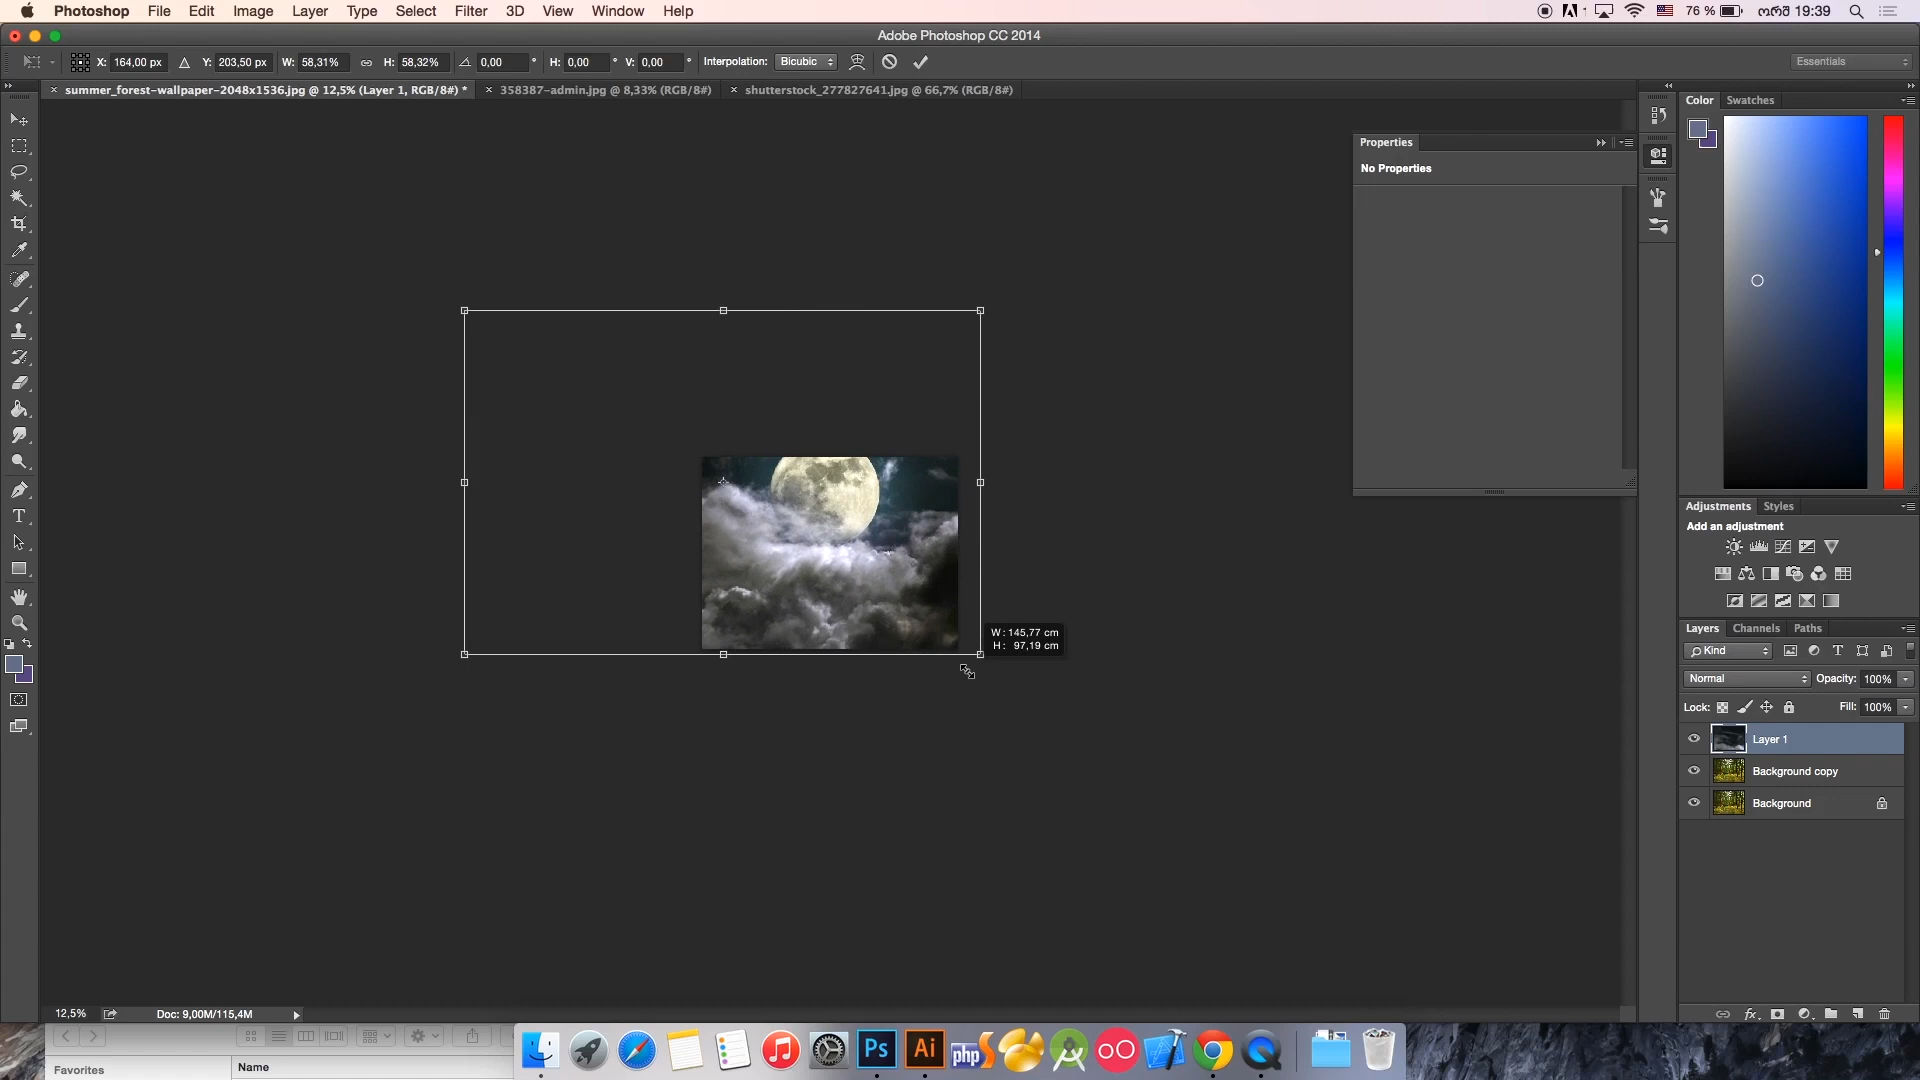 Photoshop File Edit Image Layer Type Select Filter 3D View Window Help 76 % ორშ 19:39
Adobe Photoshop CC 2014
X: 164,00 px Y: 203,50 px W: 58,31% H: 58,32% 0,00 ° H: 0,00 ° V: 0,00 ° Interpolation: Bicubic Essentials
summer_forest-wallpaper-2048x1536.jpg @ 12,5% (Layer 1, RGB/8#) * 358387-admin.jpg @ 8,33% (RGB/8#) shutterstock_277827641.jpg @ 66,7% (RGB/8#)
Color Swatches
Properties
No Properties
Adjustments Styles
Add an adjustment
W: 145,77 cm
H: 97,19 cm
Layers Channels Paths
Kind
Normal Opacity: 100%
Lock: Fill: 100%
Layer 1
Background copy
Background
12,5% Doc: 9,00M/115,4M
Favorites Name
Ps Ai php